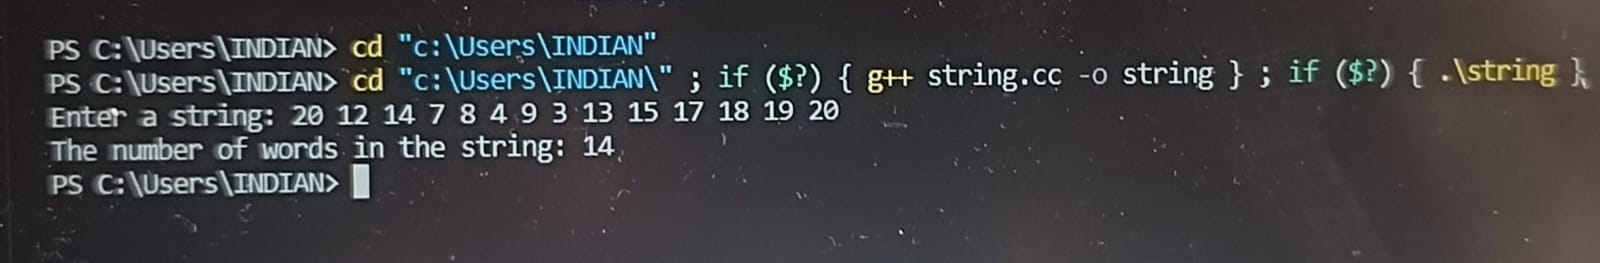 PS C:\Users\INDIAN> cd "c:\Users\INDIAN"
PS C:\Users\INDIAN> cd "c:\Users\INDIAN\" ; if ($?) { g++ string.cc -o string } ; if ($?) { .\string }
Enter a string: 20 12 14 7 8 4 9 3 13 15 17 18 19 20
The number of words in the string: 14
PS C:\Users\INDIAN>